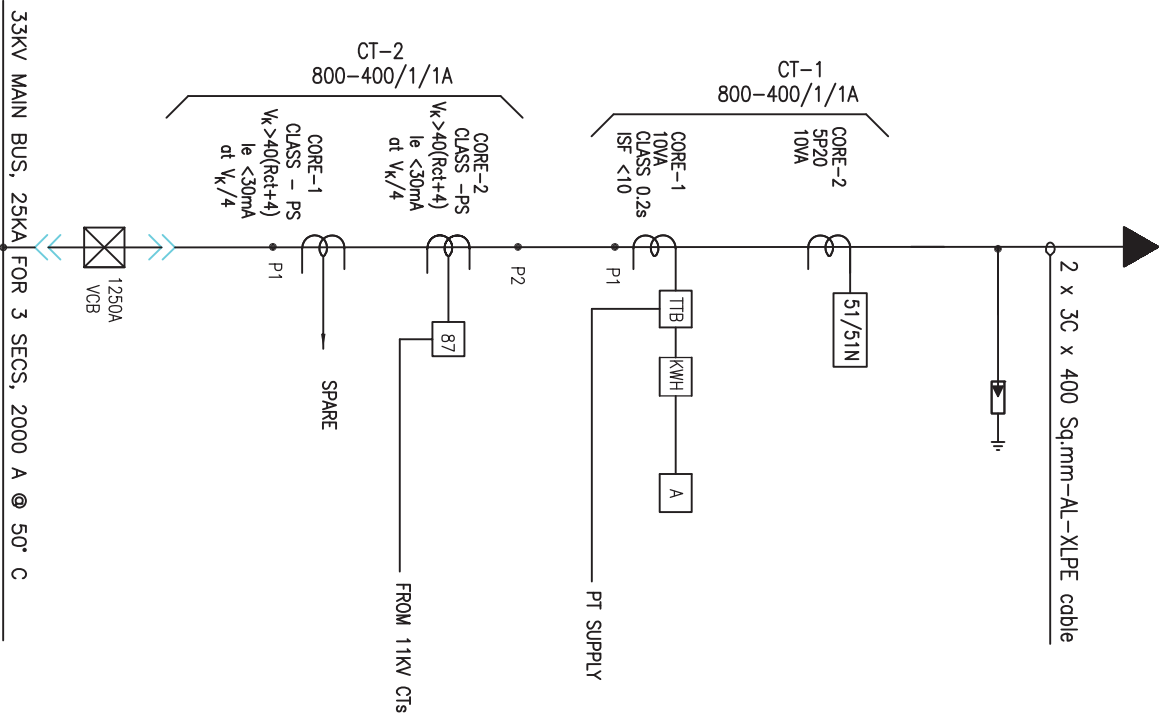 33KV MAIN BUS, 25KA FOR 3 SECS, 2000 A @ 50° C
1250A
VCB
CT-2
800-400/1/1A
CORE-1
CLASS - PS
VK>40(Rct+4)
Ie <30mA
at VK/4
CORE-2
CLASS -PS
VK>40(Rct+4)
Ie <30mA
at VK/4
P1
SPARE
87
FROM 11KV CTs
P2
CT-1
800-400/1/1A
CORE-1
10VA
CLASS 0.2s
ISF <10
CORE-2
5P20
10VA
P1
TTB
KWH
A
PT SUPPLY
51/51N
2 x 3C x 400 Sq.mm-AL-XLPE cable